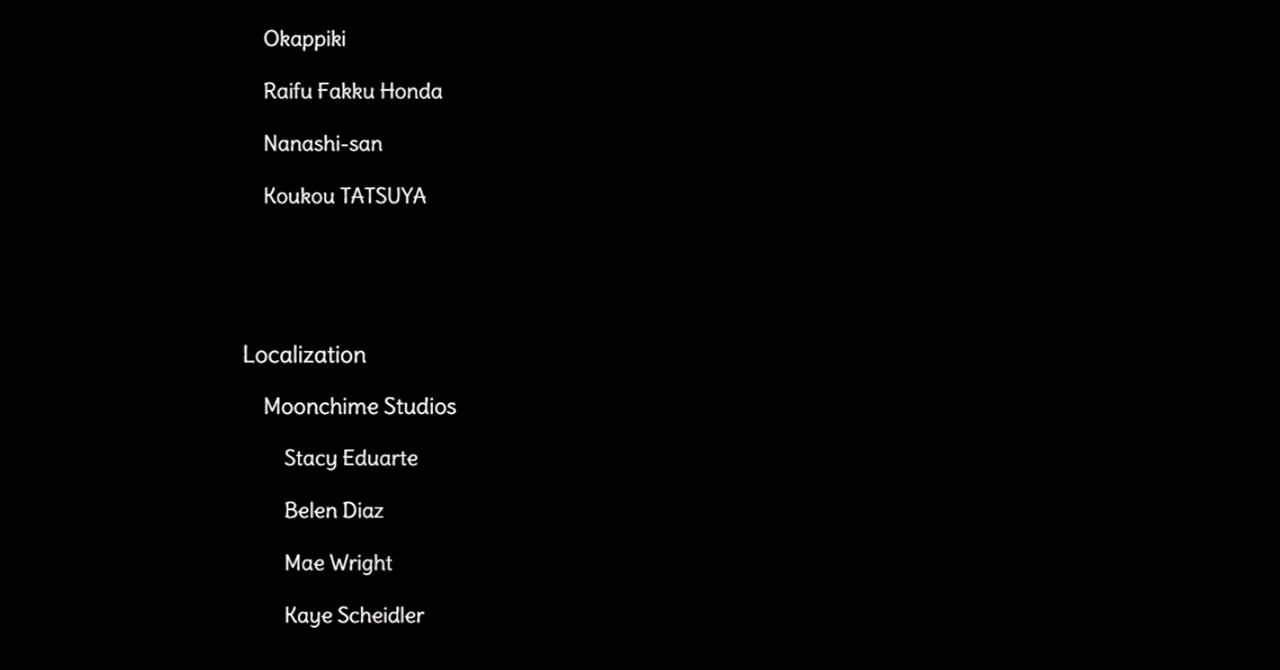 Okappiki
Raifu Fakku Honda
Nanashi-san
Koukou TATSUYA
Localization
Moonchime Studios
Stacy Eduarte
Belen Diaz
Mae Wright
Kaye Scheidler